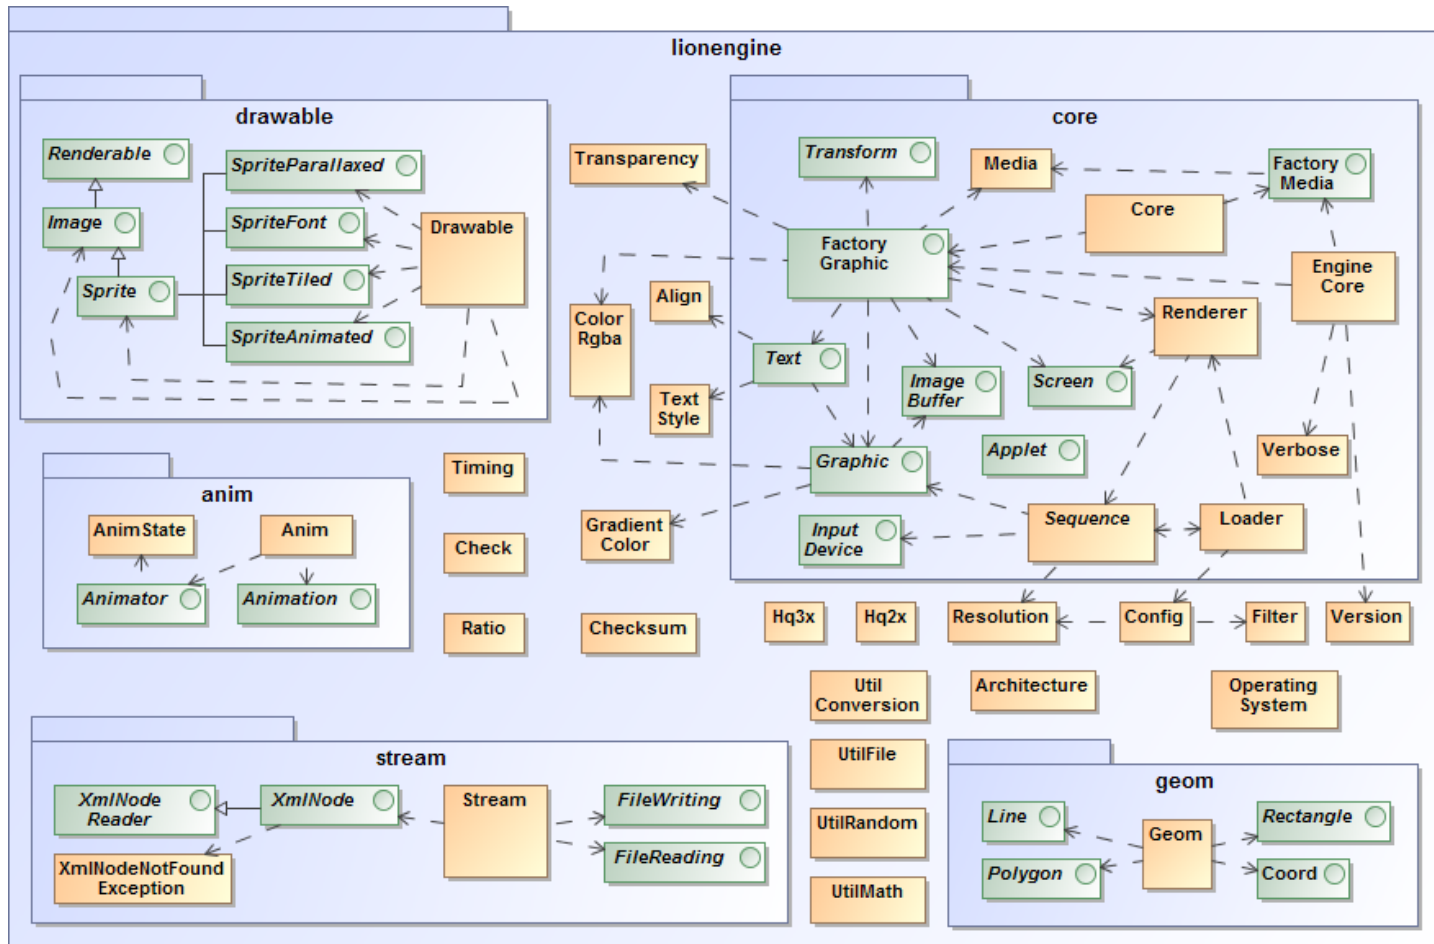 lionengine
drawable
Renderable
Image
Sprite
SpriteParallaxed
SpriteFont
SpriteTiled
SpriteAnimated
Drawable
Transparency
Color
Rgba
Align
Text
Style
Gradient
Color
core
Transform
Media
Factory
Media
Core
Factory
Graphic
Engine
Core
Renderer
Text
Image
Buffer
Screen
Applet
Verbose
Graphic
Input
Device
Sequence
Loader
anim
AnimState
Anim
Animator
Animation
Timing
Check
Ratio
Checksum
Hq3x
Hq2x
Resolution
Config
Filter
Version
Util
Conversion
Architecture
Operating
System
UtilFile
UtilRandom
UtilMath
stream
XmlNode
Reader
XmlNode
Stream
FileWriting
FileReading
XmlNodeNotFound
Exception
geom
Line
Polygon
Geom
Rectangle
Coord